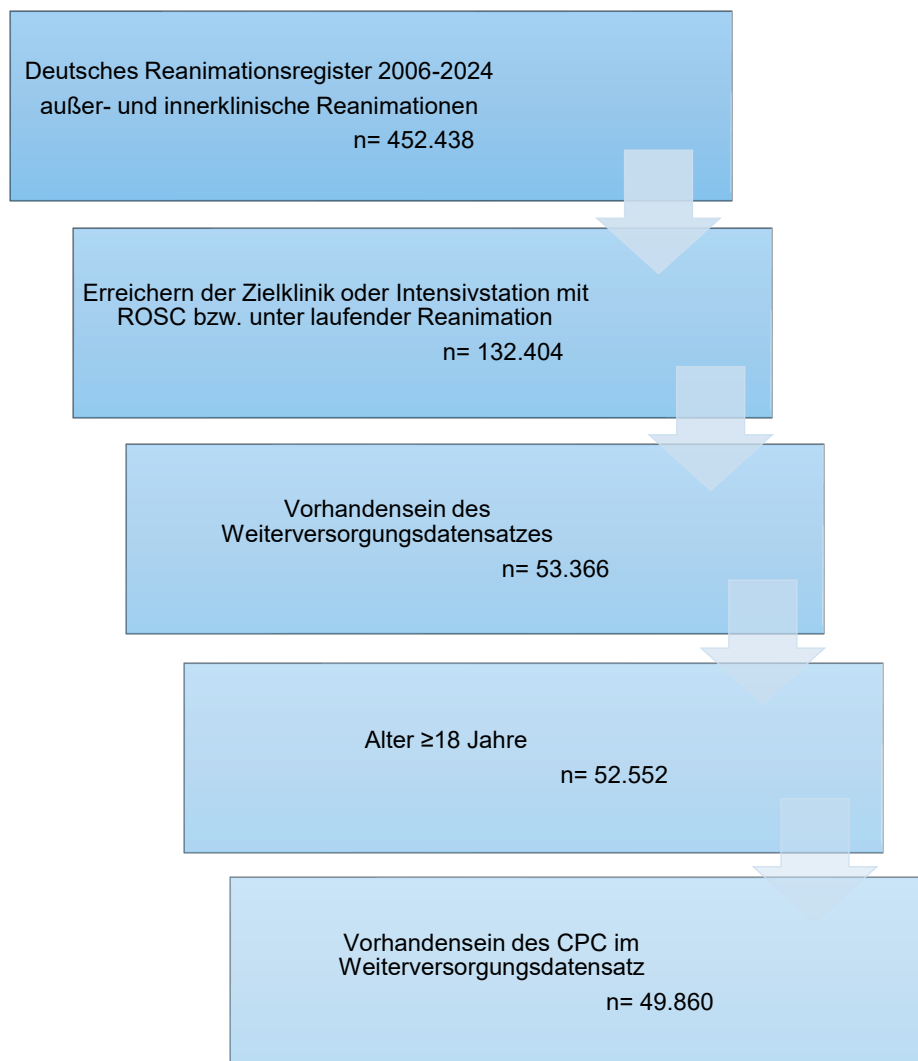 Deutsches Reanimationsregister 2006-2024
außer- und innerklinische Reanimationen
n= 452.438
Erreichern der Zielklinik oder Intensivstation mit
ROSC bzw. unter laufender Reanimation
n= 132.404
Vorhandensein des
Weiterversorgungsdatensatzes
n= 53.366
Alter ≥18 Jahre
n= 52.552
Vorhandensein des CPC im
Weiterversorgungsdatensatz
n= 49.860